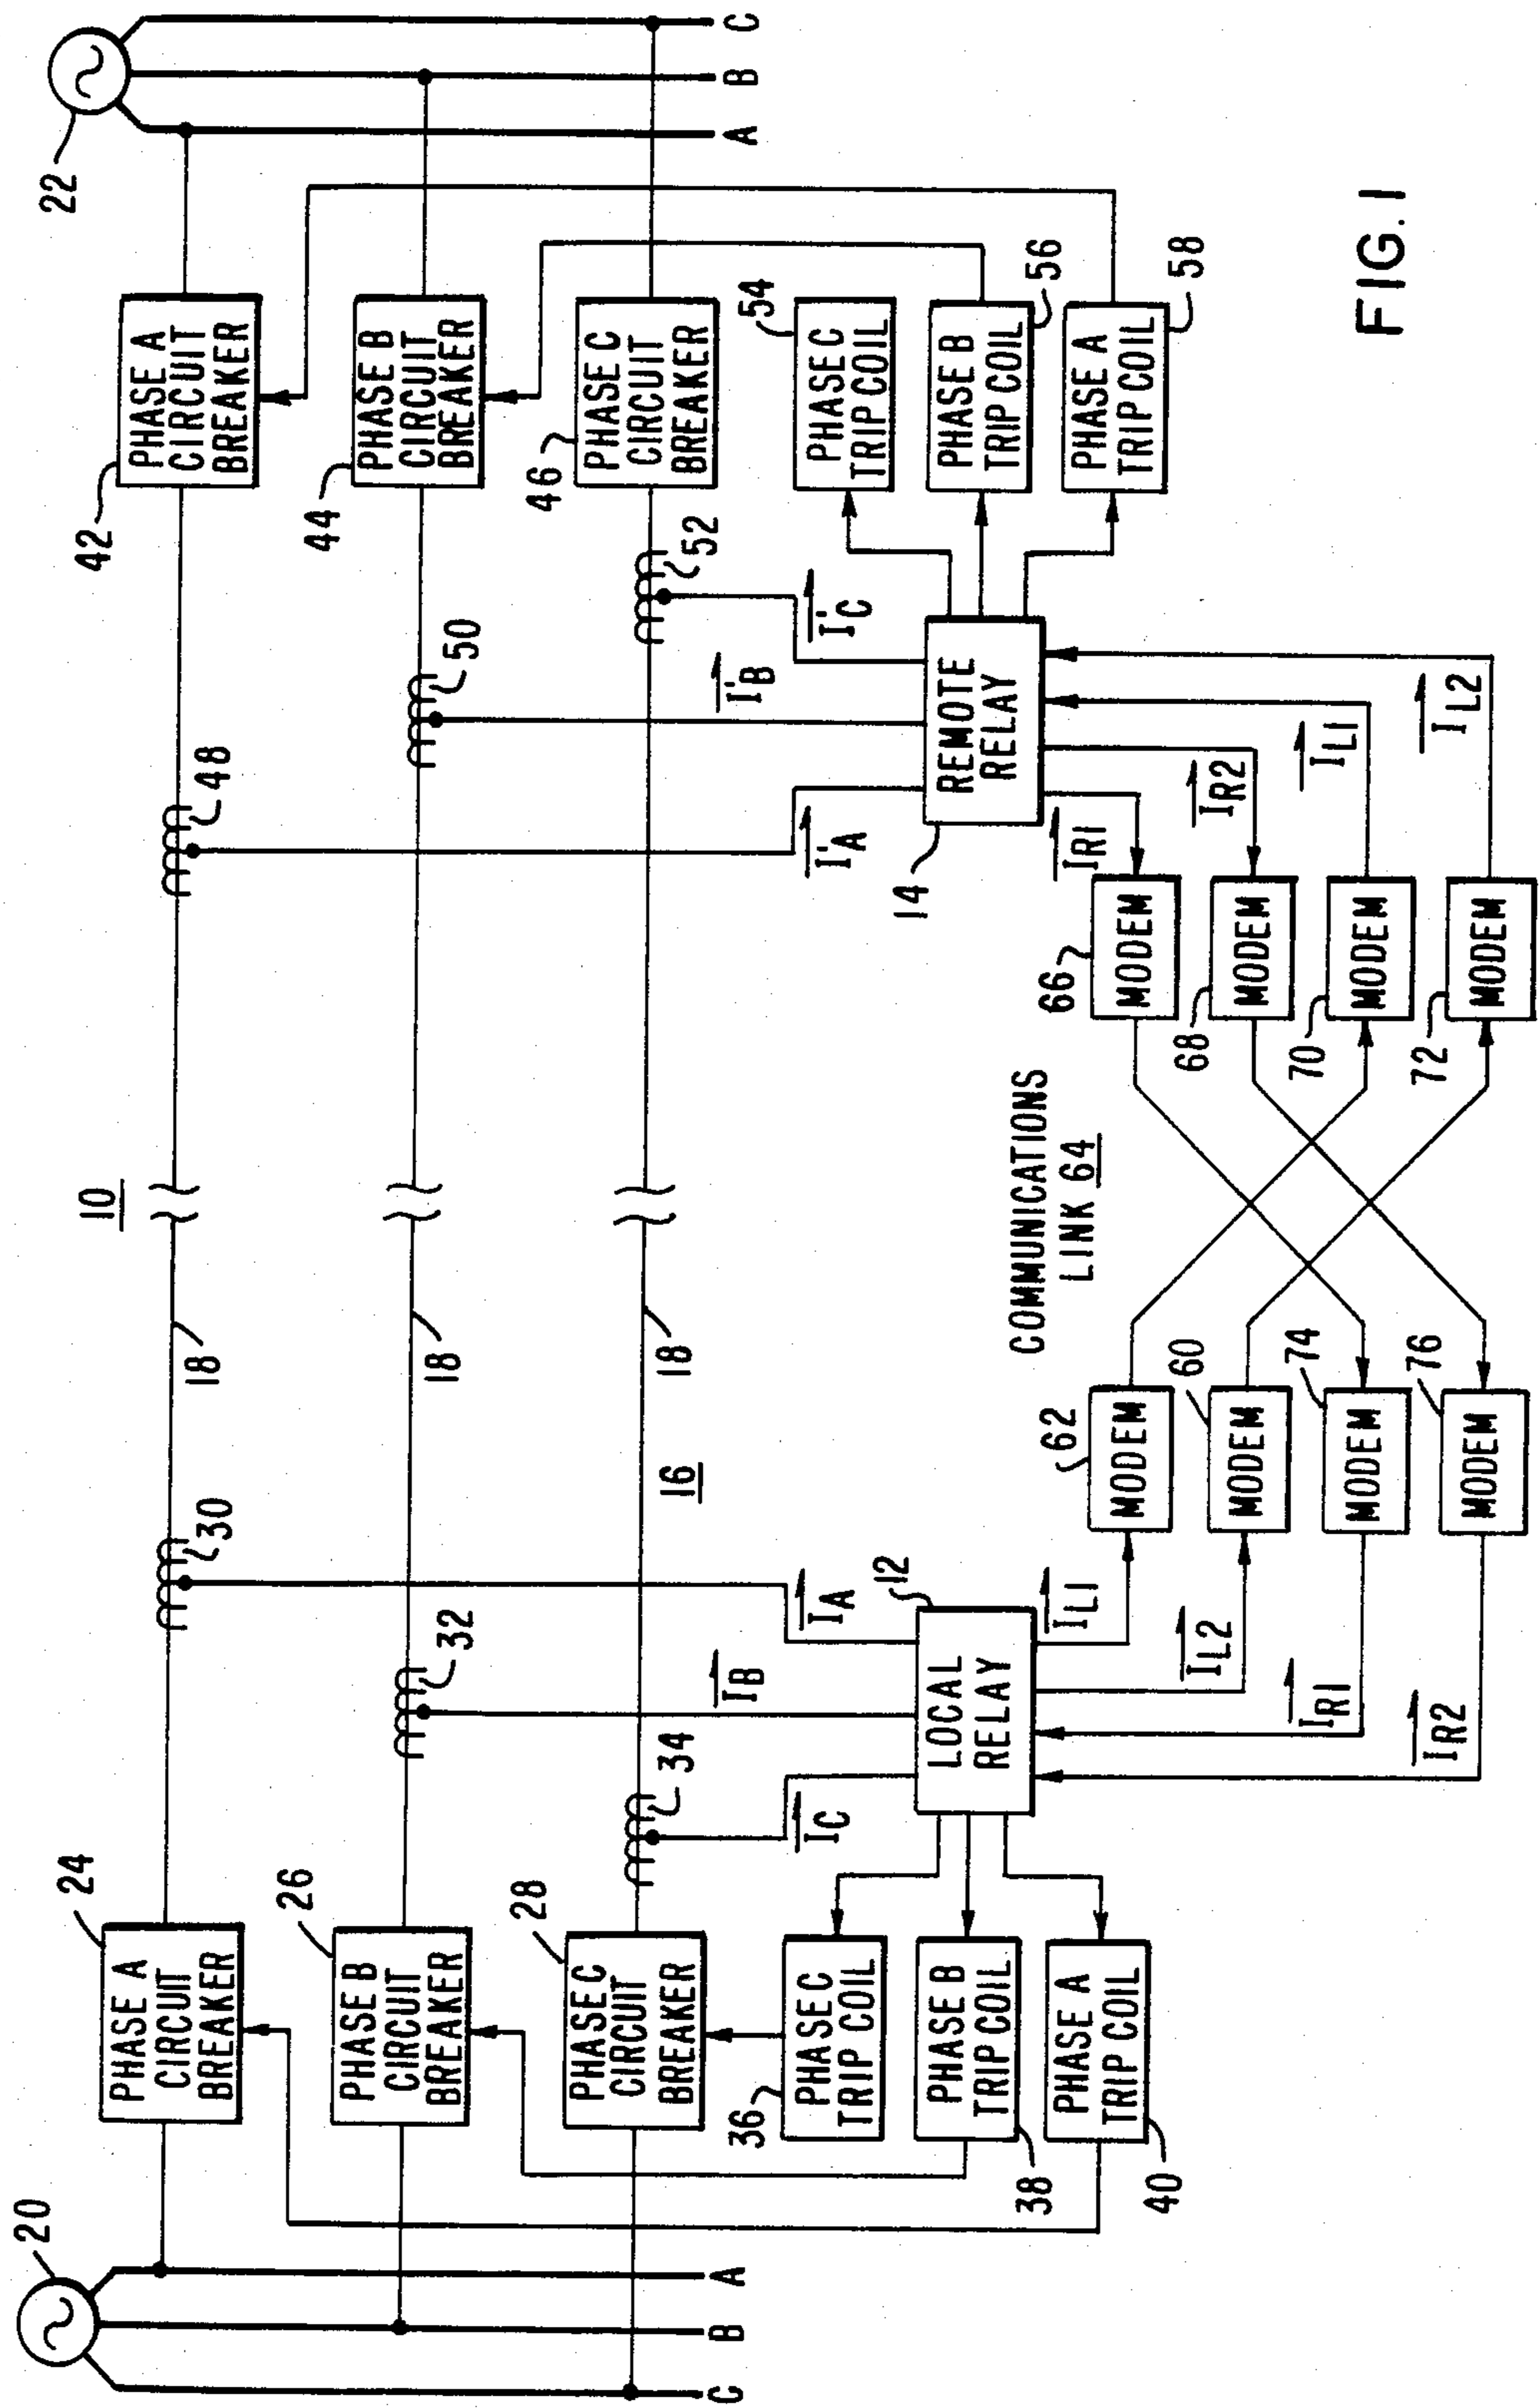 20
22
24
PHASE A
CIRCUIT
BREAKER
30
10
18
48
42
PHASE A
CIRCUIT
BREAKER
26
PHASE B
CIRCUIT
BREAKER
32
18
50
44
PHASE B
CIRCUIT
BREAKER
28
PHASE C
CIRCUIT
BREAKER
34
16
18
52
46
PHASE C
CIRCUIT
BREAKER
C
B
A
A
B
C
36
PHASE C
TRIP COIL
38
PHASE B
TRIP COIL
40
PHASE A
TRIP COIL
IC
IB
IA
12
LOCAL
RELAY
I'A
I'B
I'C
14
REMOTE
RELAY
54
PHASE C
TRIP COIL
PHASE B
TRIP COIL
56
PHASE A
TRIP COIL
58
IR2
IR1
IL2
IL1
62
MODEM
60
MODEM
74
MODEM
76
MODEM
COMMUNICATIONS
LINK 64
66
MODEM
68
MODEM
70
MODEM
72
MODEM
IR1
IR2
IL1
IL2
FIG. 1